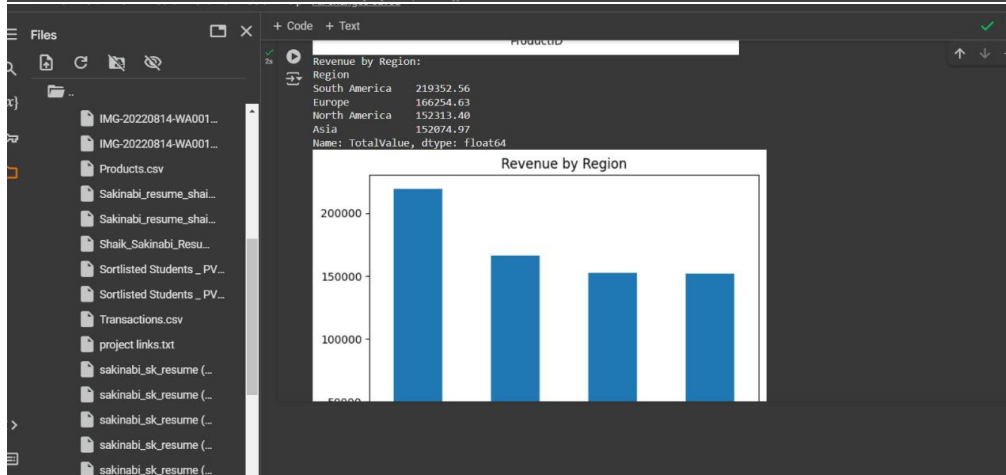 Files
IMG-20220814-WA001...
IMG-20220814-WA001...
Products.csv
Sakinabi_resume_shai...
Sakinabi_resume_shai...
Shaik_Sakinabi_Resu...
Sortlisted Students _ PV...
Sortlisted Students _ PV...
Transactions.csv
project links.txt
sakinabi_sk_resume (...
sakinabi_sk_resume (...
sakinabi_sk_resume (...
sakinabi_sk_resume (...
sakinabi_sk_resume (...
+ Code + Text
ProductID
2s
Revenue by Region:
Region
South America 219352.56
Europe 166254.63
North America 152313.40
Asia 152074.97
Name: TotalValue, dtype: float64
Revenue by Region
200000
150000
100000
50000